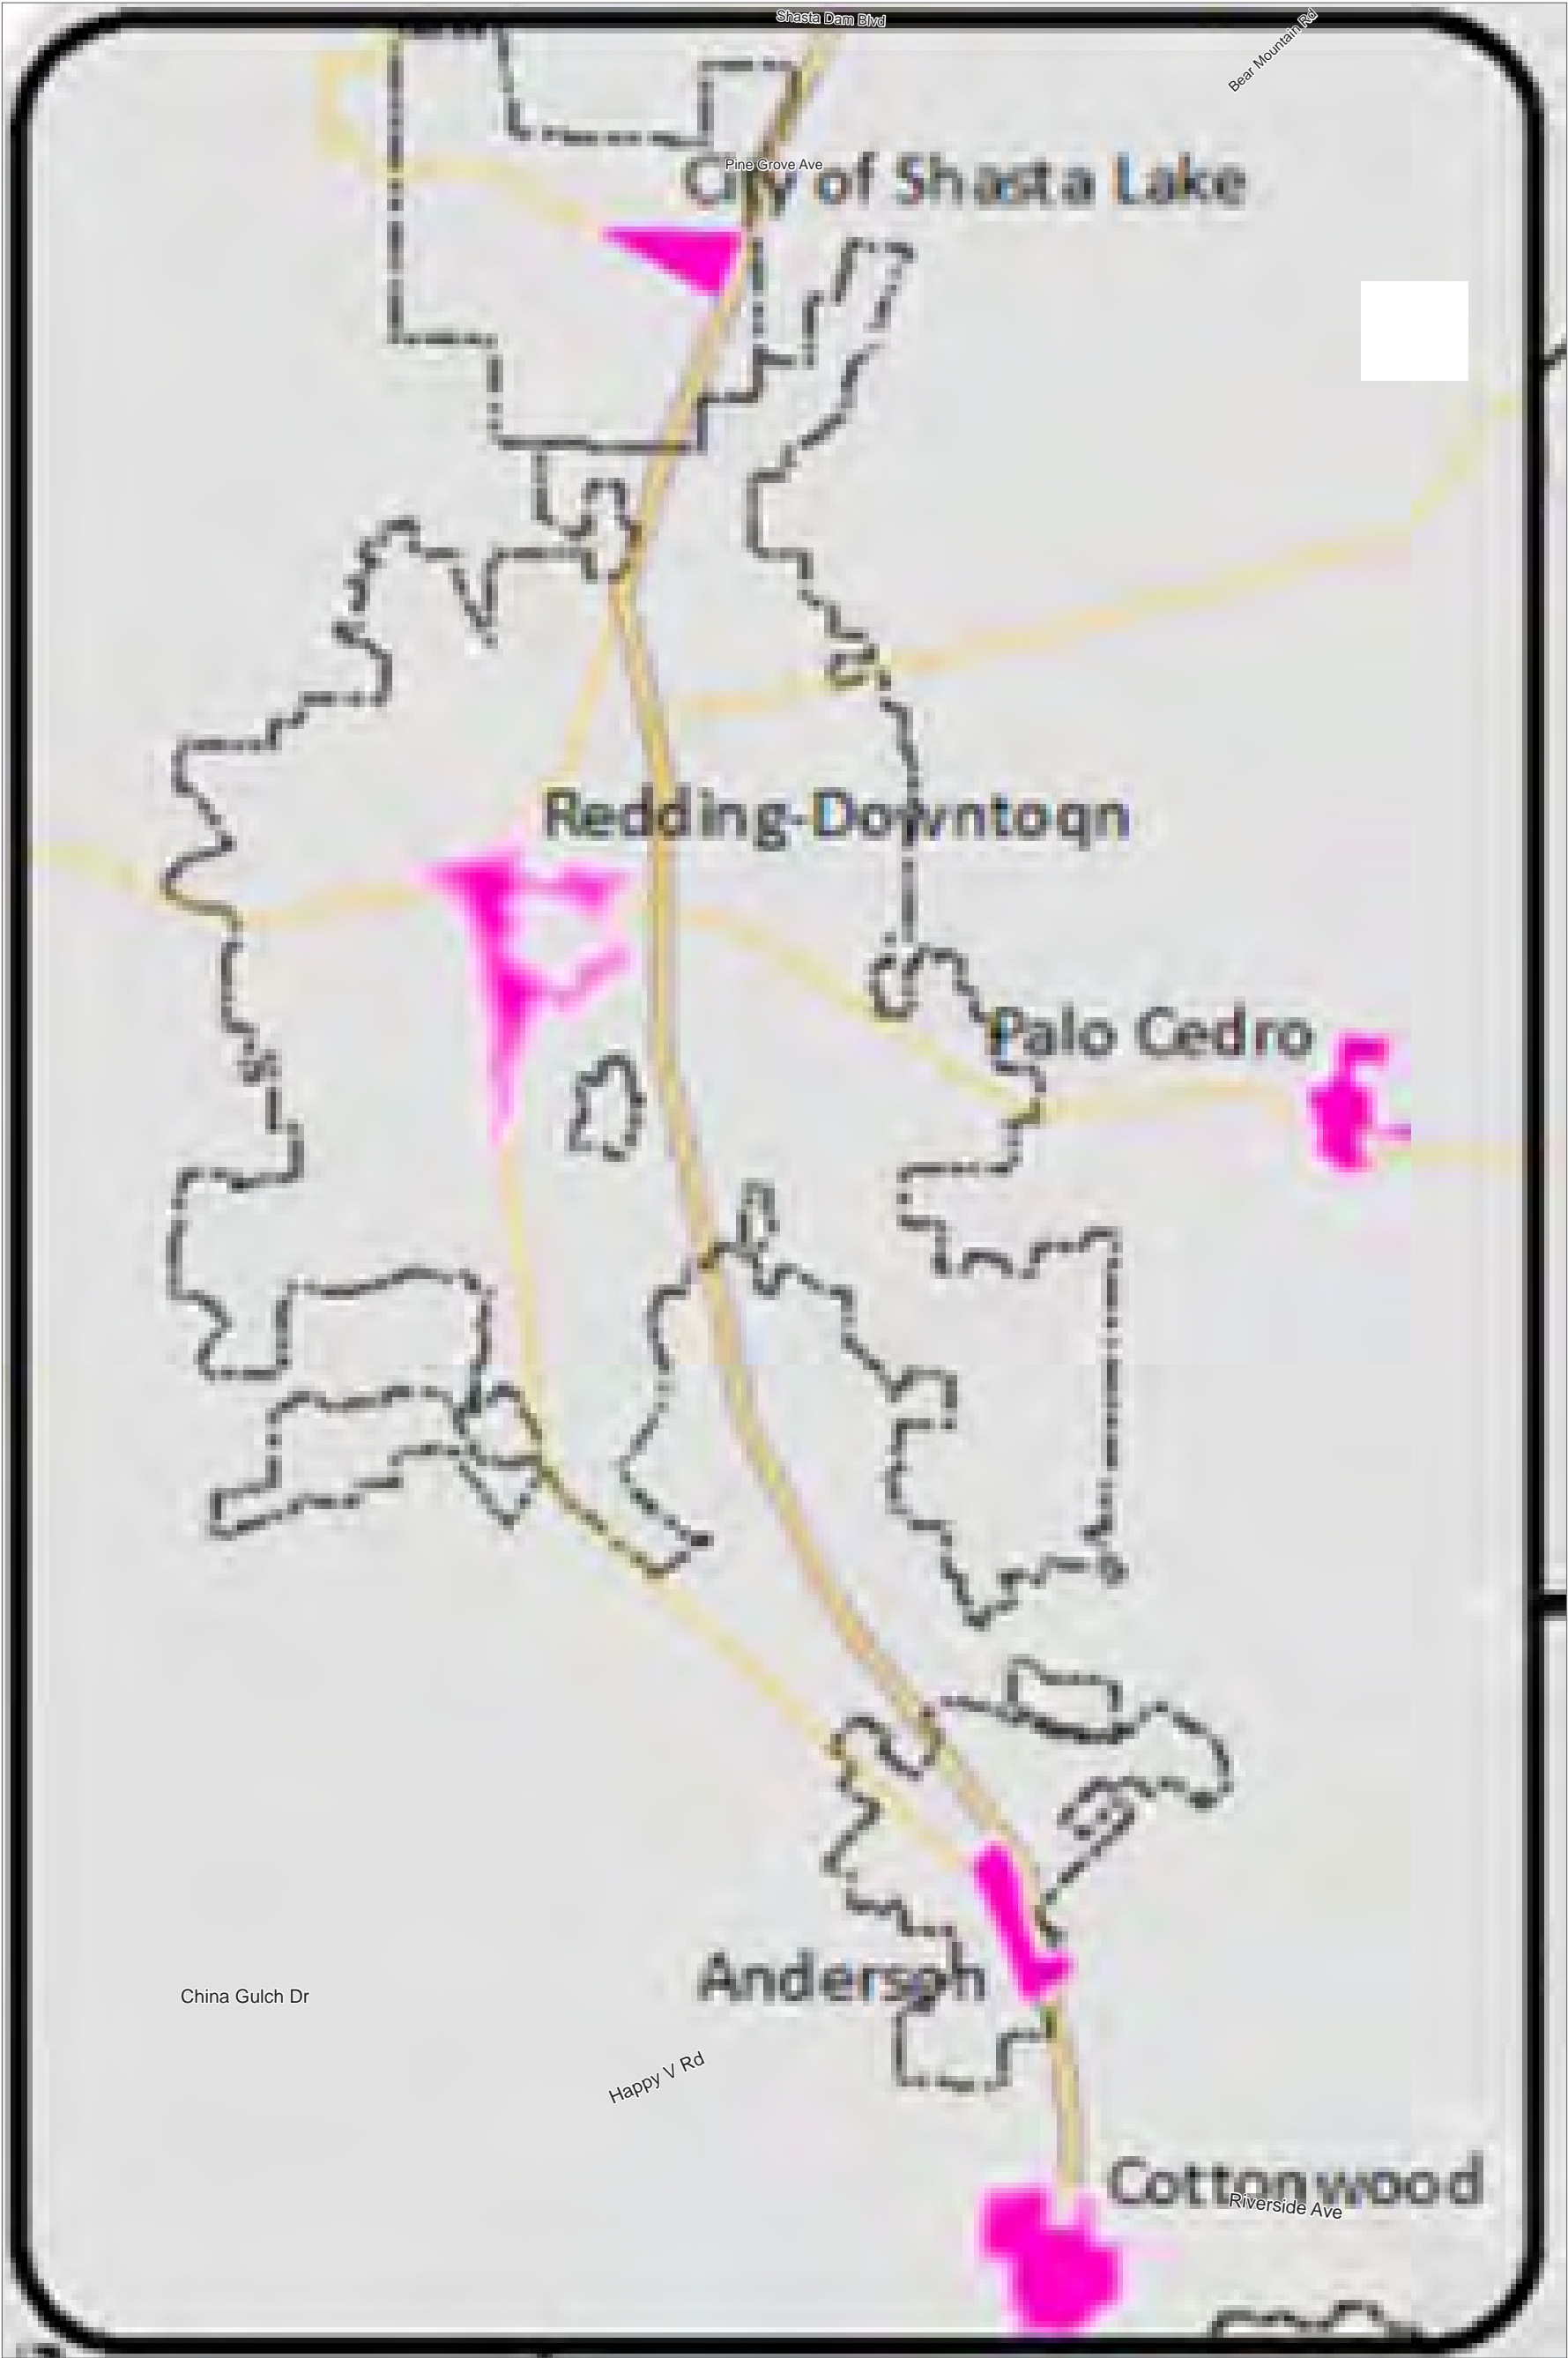 Shasta Dam Blvd
Bear Mountain Rd
Pine Grove Ave
City of Shasta Lake
Redding-Downtoqn
Palo Cedro
Anderson
China Gulch Dr
Happy V Rd
Cottonwood
Riverside Ave